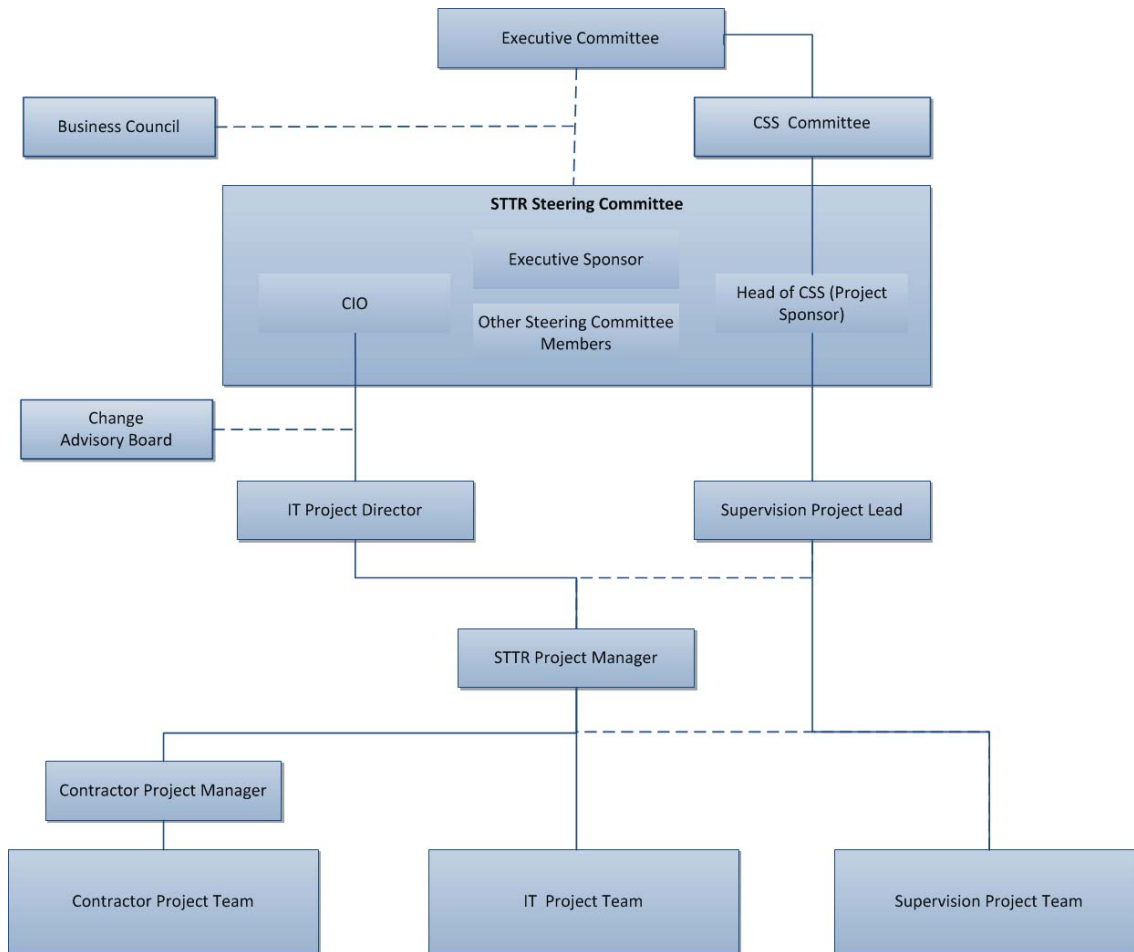 Executive Committee
Business Council
CSS Committee
STTR Steering Committee
Executive Sponsor
CIO
Head of CSS (Project
Sponsor)
Other Steering Committee
Members
Change
Advisory Board
IT Project Director
Supervision Project Lead
STTR Project Manager
Contractor Project Manager
Contractor Project Team
IT Project Team
Supervision Project Team